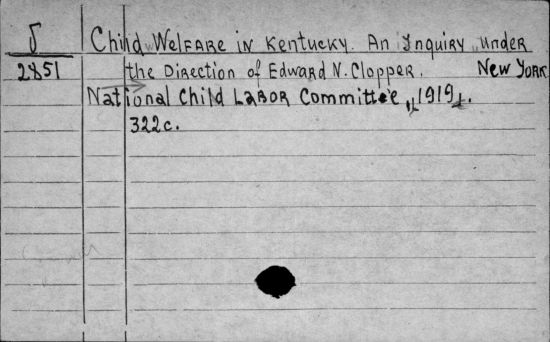 5 Child Welfare in Kentucky. An Inquiry under
2851 the Direction of Edward N. Clopper. New York
National Child Labor Committee, 1919.
322c.